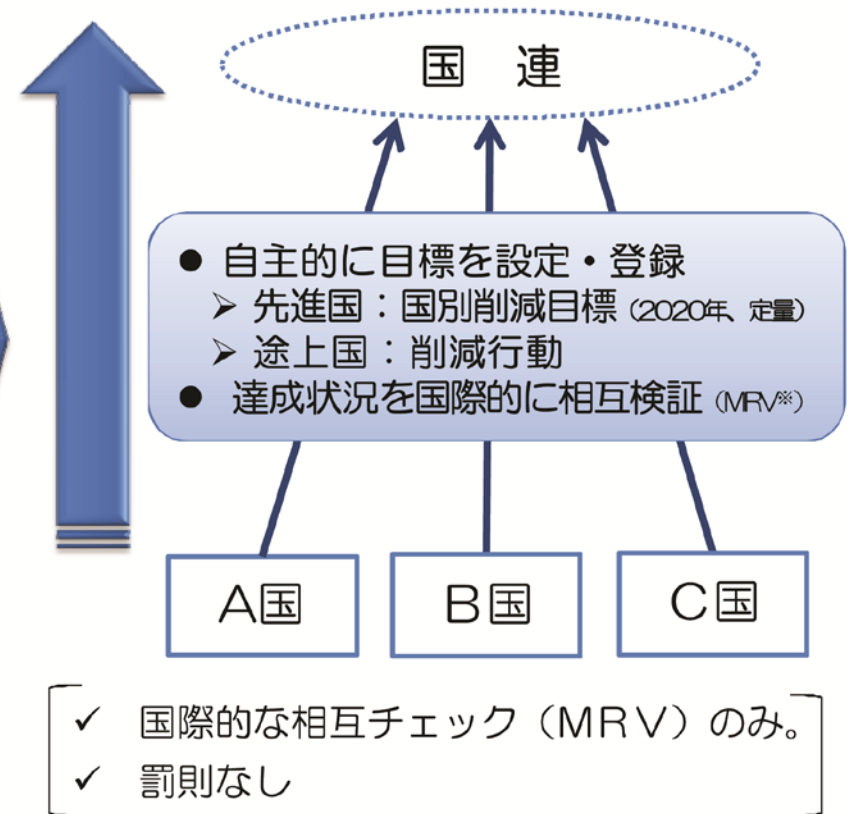 国 連
● 自主的に目標を設定・登録
➢ 先進国：国別削減目標（2020年、定量）
➢ 途上国：削減行動
● 達成状況を国際的に相互検証（MRV※）
A国 B国 C国
✓ 国際的な相互チェック（MRV）のみ。
✓ 罰則なし